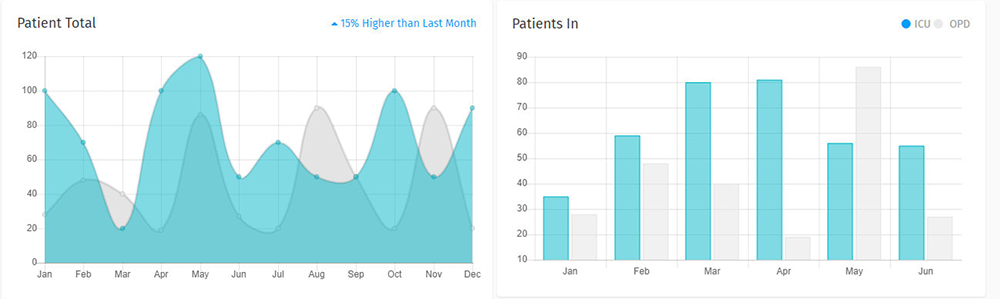 Patient Total
15% Higher than Last Month
120
100
80
60
40
20
0
Jan Feb Mar Apr May Jun Jul Aug Sep Oct Nov Dec
Patients In
ICU OPD
90
80
70
60
50
40
30
20
10
Jan Feb Mar Apr May Jun